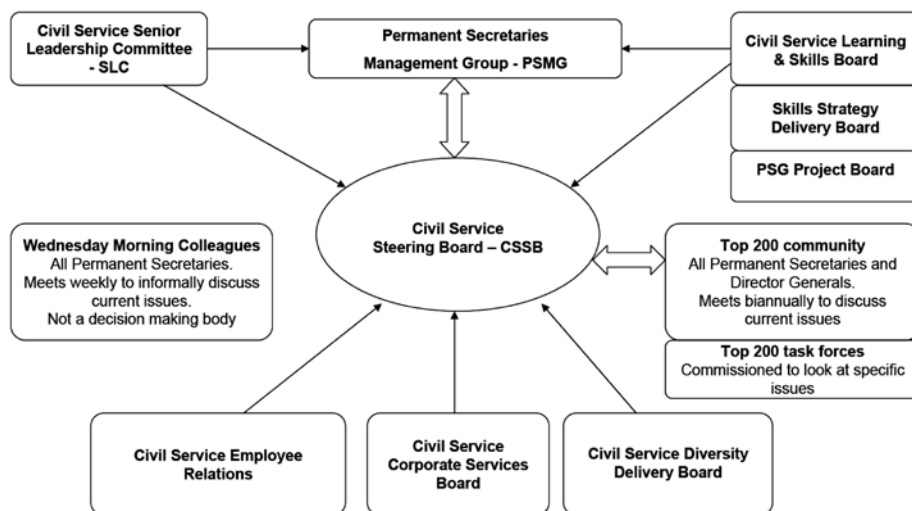 Civil Service Senior
Leadership Committee
- SLC
Permanent Secretaries
Management Group - PSMG
Civil Service Learning
& Skills Board
Skills Strategy
Delivery Board
PSG Project Board
Civil Service
Steering Board – CSSB
Wednesday Morning Colleagues
All Permanent Secretaries.
Meets weekly to informally discuss
current issues.
Not a decision making body
Top 200 community
All Permanent Secretaries and
Director Generals.
Meets biannually to discuss
current issues
Top 200 task forces
Commissioned to look at specific
issues
Civil Service Employee
Relations
Civil Service
Corporate Services
Board
Civil Service Diversity
Delivery Board